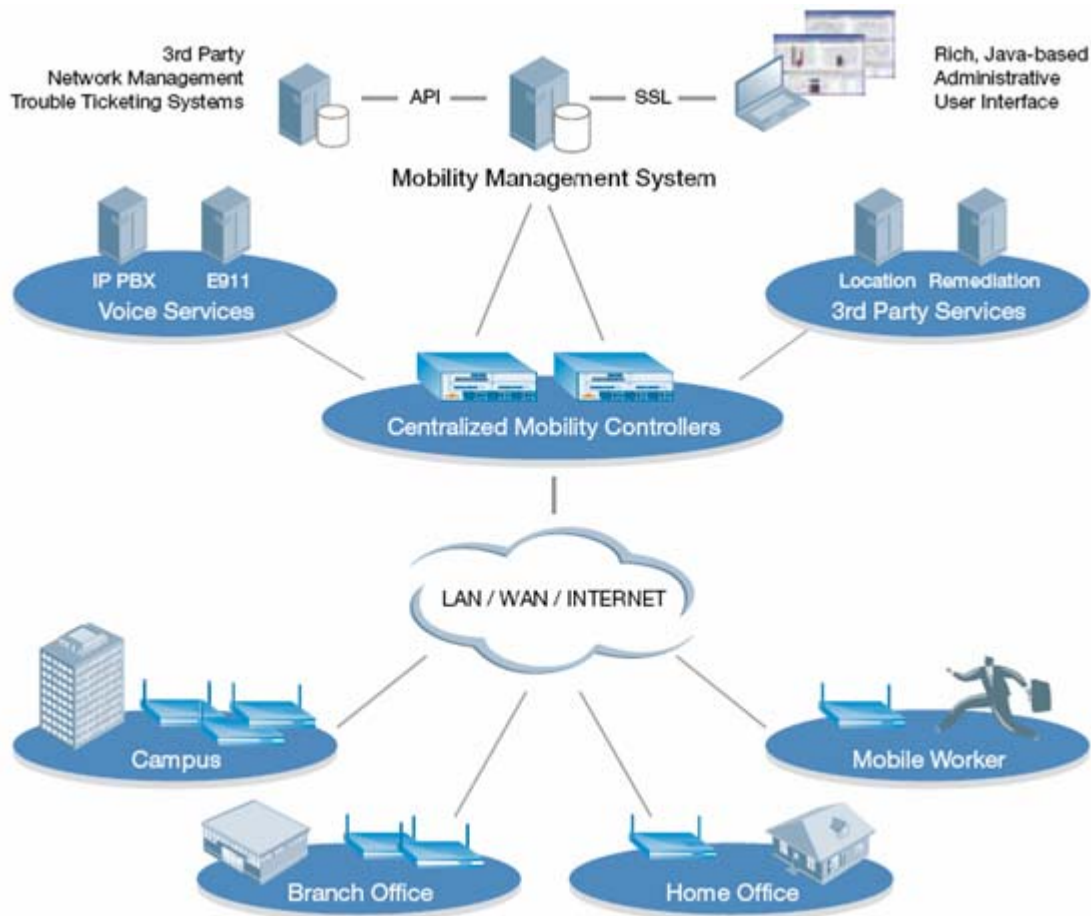 3rd Party
Network Management
Trouble Ticketing Systems
API
SSL
Rich, Java-based
Administrative
User Interface
Mobility Management System
IP PBX
E911
Voice Services
Location
Remediation
3rd Party Services
Centralized Mobility Controllers
LAN / WAN / INTERNET
Campus
Mobile Worker
Branch Office
Home Office